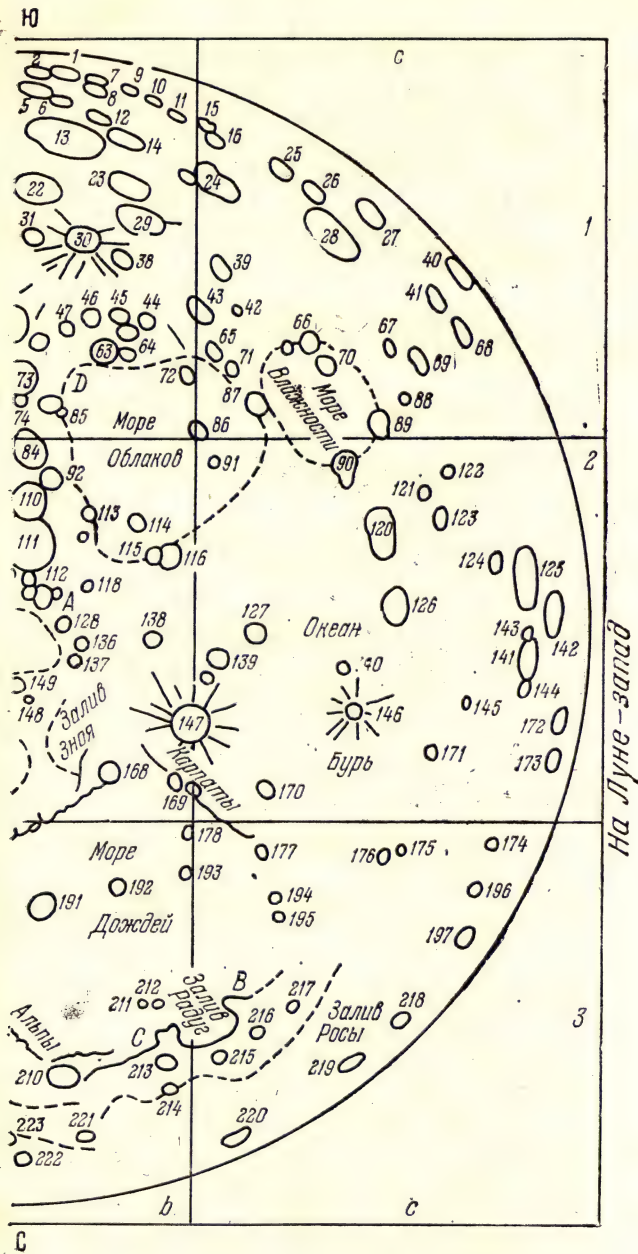 Ю
c
2 1 7 9 10 11 15
5 6 8 12 16
13 14 25
22 23 24 26 27
29 28
31 30 38 39 40 1
41
47 46 45 44 43 42
66 67 68
63 64 65 70 69
73 72 71
D
Море Влажности
74 85 87 88
Море
86 89
84 Облаков 91 90 2
92 122
110 121
113 114 120 123
111 115 116
124 125
112 118
A 126
128 127 Океан
138 143 142
136
137 139 140 141
149 144
148 147 146 145 172
Залив Зноя
Бурь 171 173
168 Карпаты
169 170
На Луне-запад
178
Море 177 176 175 174
193
191 192 194 196
Дождей 195
197
212 Залив Радуг B 217
211 218
Альпы C 216 Залив 3
Росы
213 215 219
210
214
223 221 220
222
b c
С